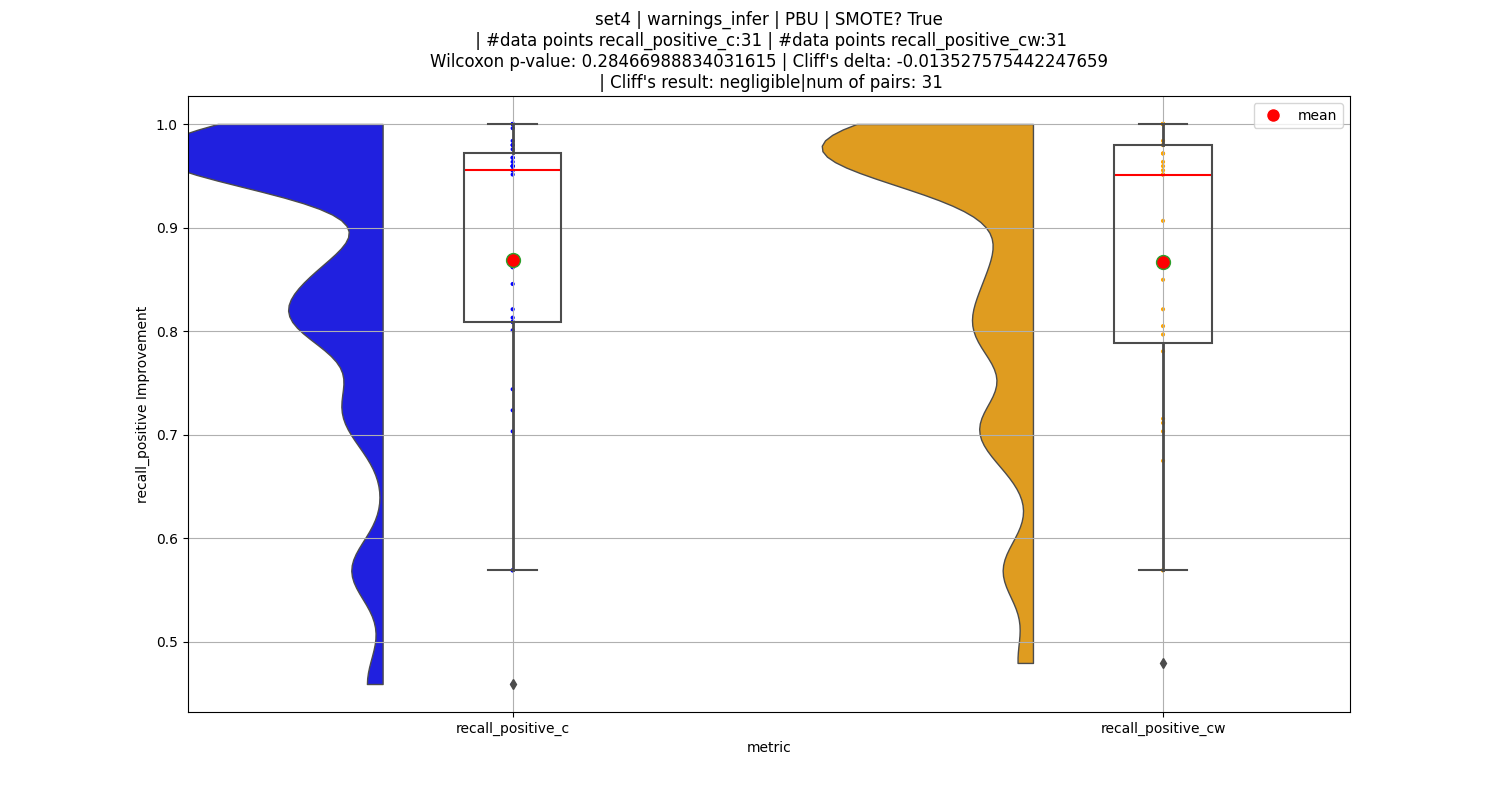 set4 | warnings_infer | PBU | SMOTE? True
| #data points recall_positive_c:31 | #data points recall_positive_cw:31
Wilcoxon p-value: 0.28466988834031615 | Cliff's delta: -0.013527575442247659
| Cliff's result: negligible|num of pairs: 31
mean
1.0
0.9
0.8
0.7
0.6
0.5
recall_positive Improvement
recall_positive_c
recall_positive_cw
metric